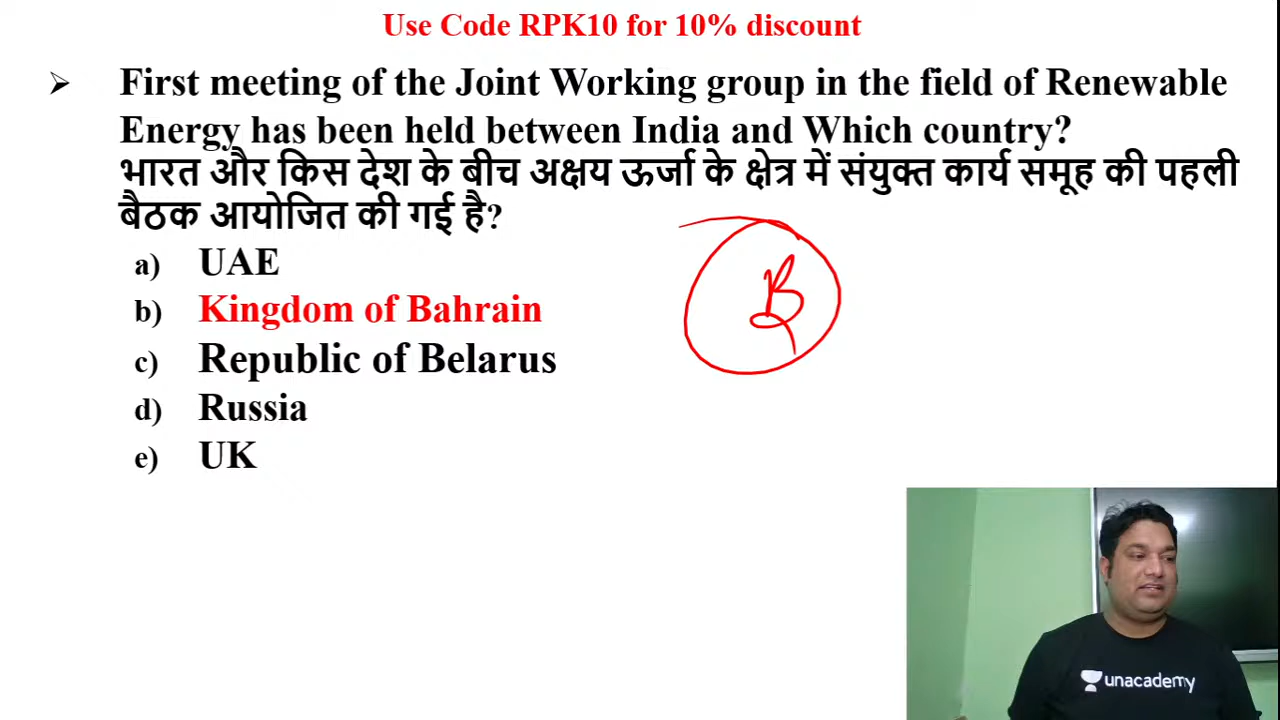 Use Code RPK10 for 10% discount
➢ First meeting of the Joint Working group in the field of Renewable
Energy has been held between India and Which country?
भारत और किस देश के बीच अक्षय ऊर्जा के क्षेत्र में संयुक्त कार्य समूह की पहली
बैठक आयोजित की गई है?
a) UAE
b) Kingdom of Bahrain
c) Republic of Belarus
d) Russia
e) UK
B
unacademy